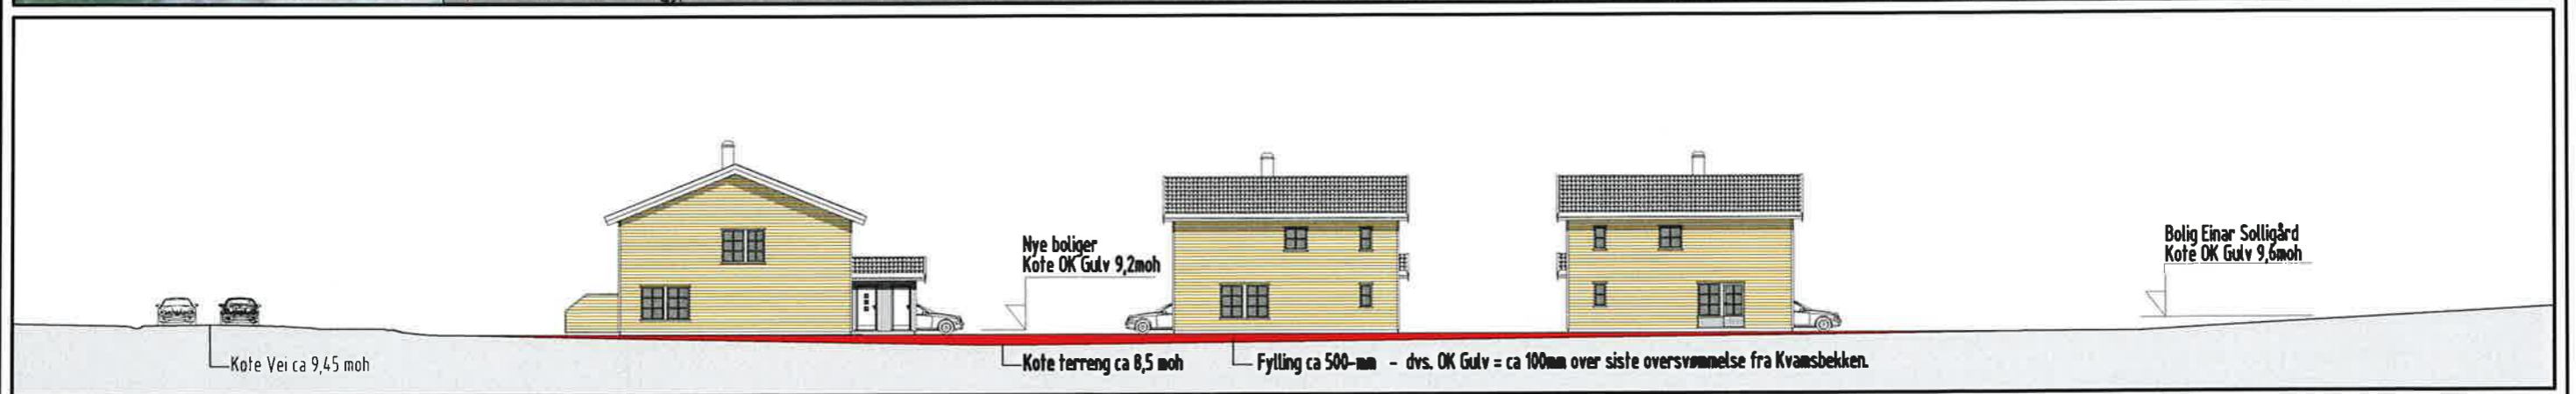 Nye boliger
Kote OK Gulv 9,2moh
Bolig Einar Solligård
Kote OK Gulv 9,6moh
Kote Vei ca 9,45 moh
Kote terreng ca 8,5 moh
Fylling ca 500-mm - dvs. OK Gulv = ca 100mm over siste oversvømmelse fra Kvamsbekken.